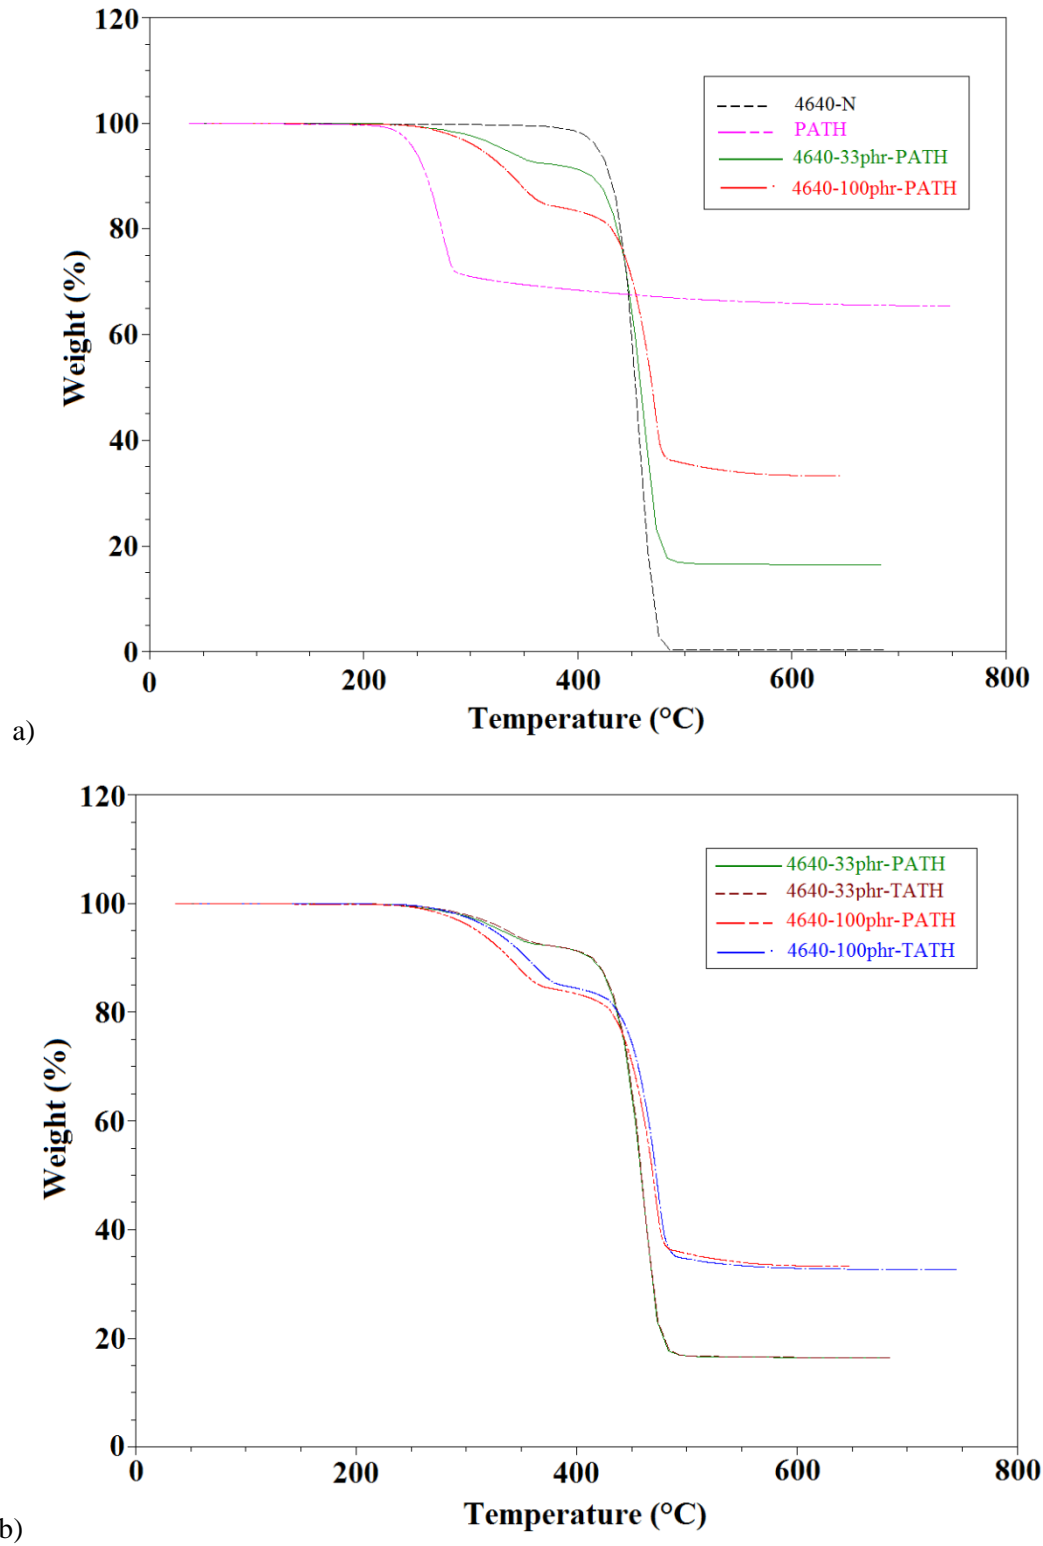 120
100
80
60
40
20
0
Weight (%)
4640-N
PATH
4640-33phr-PATH
4640-100phr-PATH
0
200
400
600
800
Temperature (°C)
a)
120
100
80
60
40
20
0
Weight (%)
4640-33phr-PATH
4640-33phr-TATH
4640-100phr-PATH
4640-100phr-TATH
0
200
400
600
800
Temperature (°C)
b)